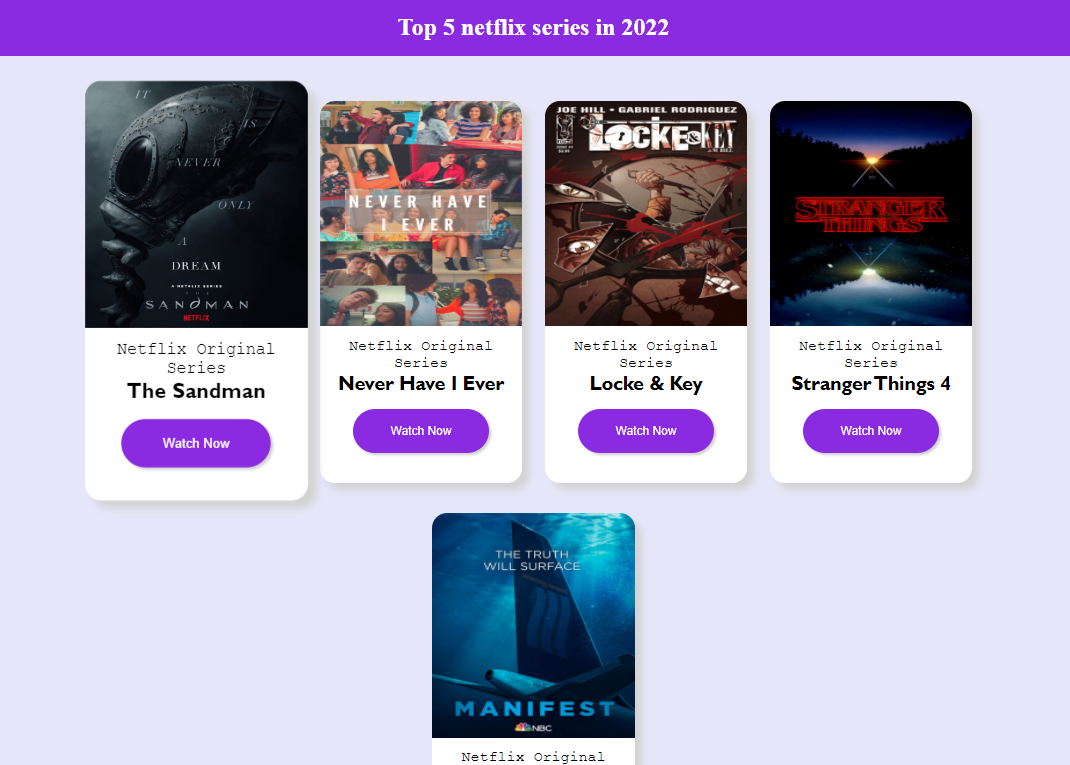 Top 5 netflix series in 2022
IT
IS
NEVER
ONLY
A
DREAM
A NETFLIX SERIES
THE
SANDMAN
NETFLIX
Netflix Original
Series
The Sandman
Watch Now
NEVER HAVE
I EVER
Netflix Original
Series
Never Have I Ever
Watch Now
JOE HILL • GABRIEL RODRIGUEZ
LOCKE & KEY
Netflix Original
Series
Locke & Key
Watch Now
STRANGER
THINGS
Netflix Original
Series
Stranger Things 4
Watch Now
THE TRUTH
WILL SURFACE
MANIFEST
NBC
Netflix Original